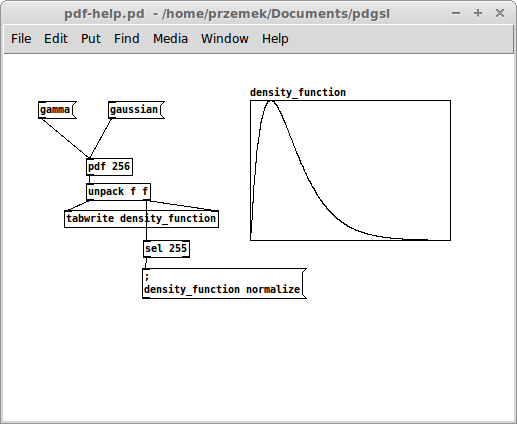 pdf-help.pd - /home/przemek/Documents/pdgsl
File Edit Put Find Media Window Help
density_function
gamma
gaussian
pdf 256
unpack f f
tabwrite density_function
sel 255
;
density_function normalize